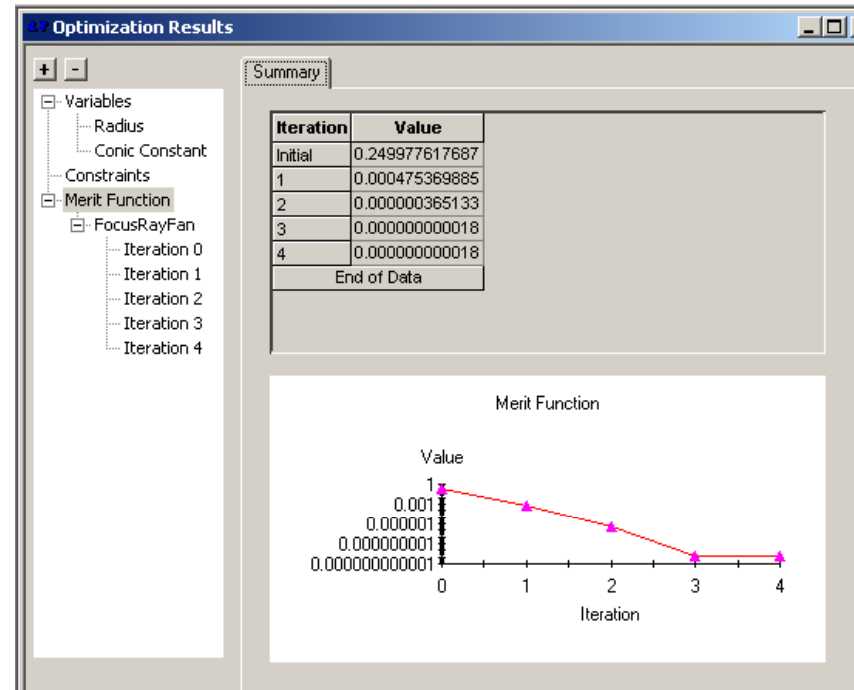 Optimization Results
+ -
Variables
Radius
Conic Constant
Constraints
Merit Function
FocusRayFan
Iteration 0
Iteration 1
Iteration 2
Iteration 3
Iteration 4
Summary
Iteration Value
Initial 0.249977617687
1 0.000475369885
2 0.000000365133
3 0.000000000018
4 0.000000000018
End of Data
Merit Function
Value
1
0.001
0.000001
0.000000001
0.000000000001
0 1 2 3 4
Iteration